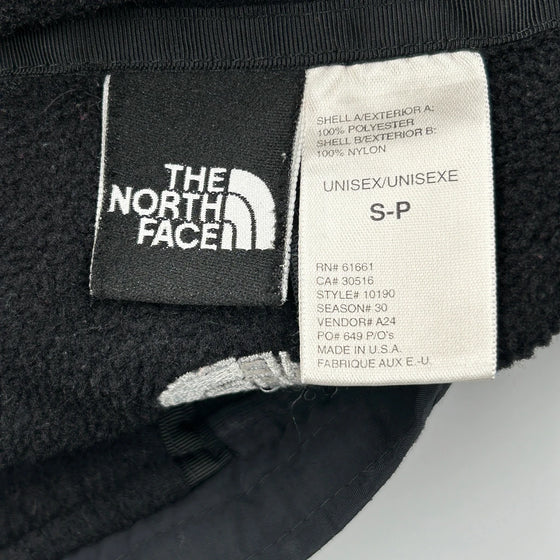 THE
NORTH
FACE
SHELL A/EXTERIOR A:
100% POLYESTER
SHELL B/EXTERIOR B:
100% NYLON
UNISEX/UNISEXE
S-P
RN# 61661
CA# 30516
STYLE# 10190
SEASON# 30
VENDOR# A24
PO# 649 P/O's
MADE IN U.S.A.
FABRIQUE AUX E.-U.